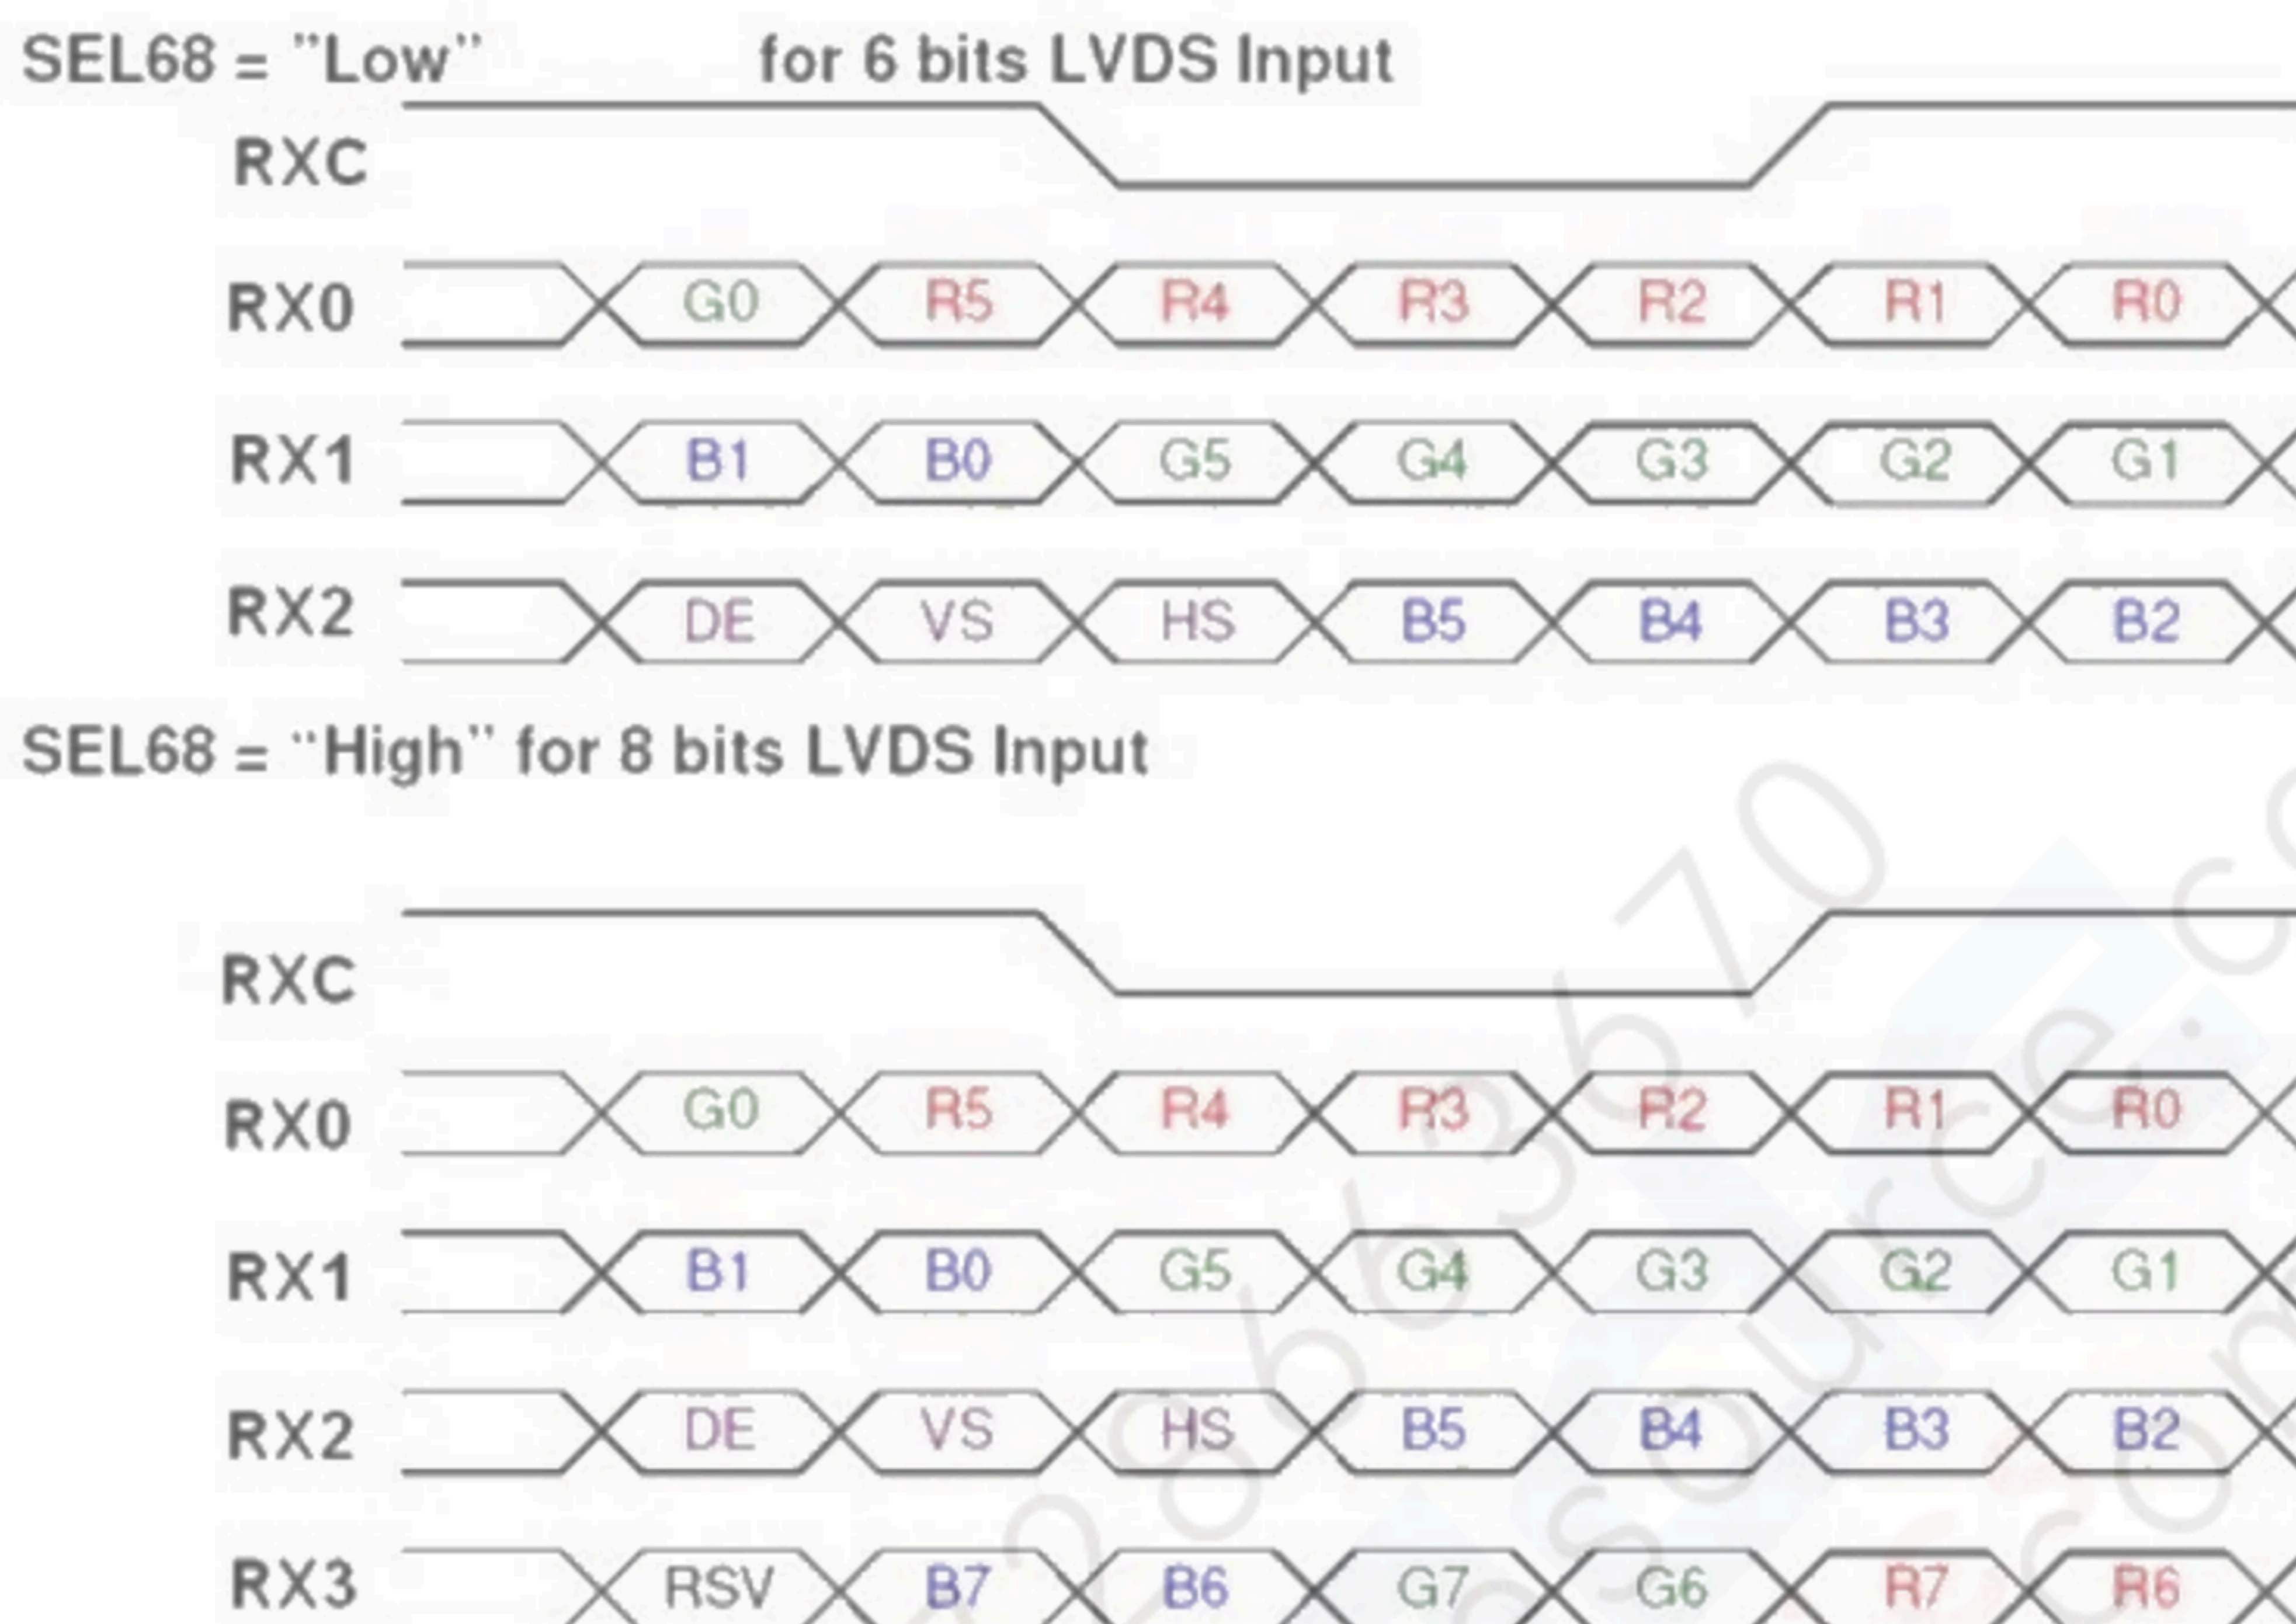 SEL68 = ”Low” for 6 bits LVDS Input
RXC
RX0 G0 R5 R4 R3 R2 R1 R0
RX1 B1 B0 G5 G4 G3 G2 G1
RX2 DE VS HS B5 B4 B3 B2
SEL68 = “High” for 8 bits LVDS Input
RXC
RX0 G0 R5 R4 R3 R2 R1 R0
RX1 B1 B0 G5 G4 G3 G2 G1
RX2 DE VS HS B5 B4 B3 B2
RX3 RSV B7 B6 G7 G6 R7 R6